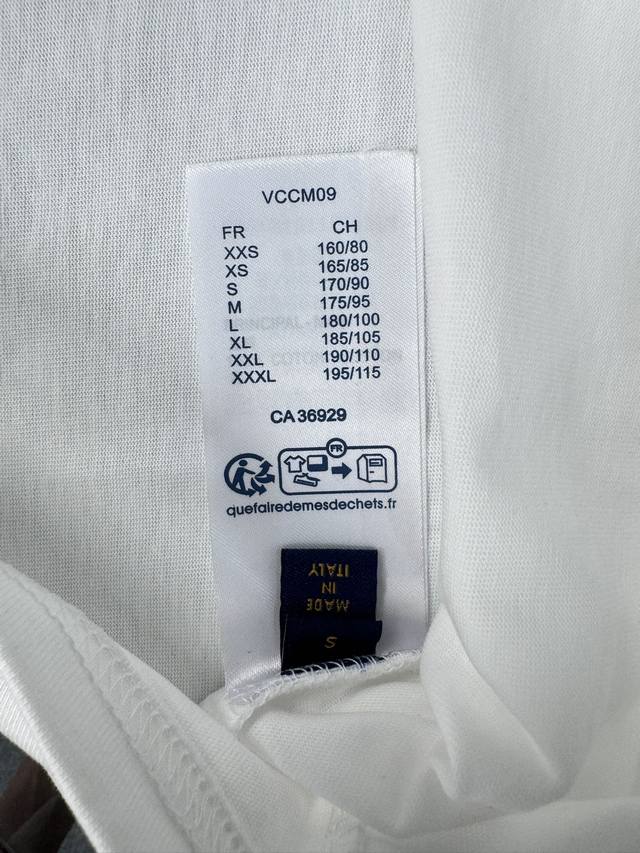 VCCM09
FR CH
XXS 160/80
XS 165/85
S 170/90
M 175/95
L 180/100
XL 185/105
XXL 190/110
XXXL 195/115
CA 36929
FR
quefairedemesdechets.fr
MADE
IN
ITALY
S